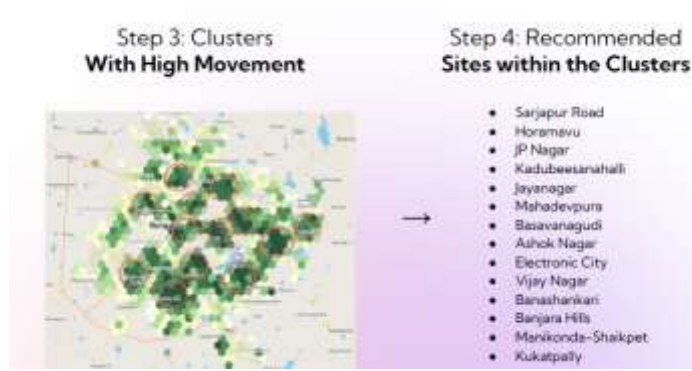 Step 3: Clusters
With High Movement
Step 4: Recommended
Sites within the Clusters
→
• Sarjapur Road
• Horamavu
• JP Nagar
• Kadubeesanahalli
• Jayanagar
• Mahadevpura
• Basavanagudi
• Ashok Nagar
• Electronic City
• Vijay Nagar
• Banashankari
• Banjara Hills
• Manikonda-Shaikpet
• Kukatpally